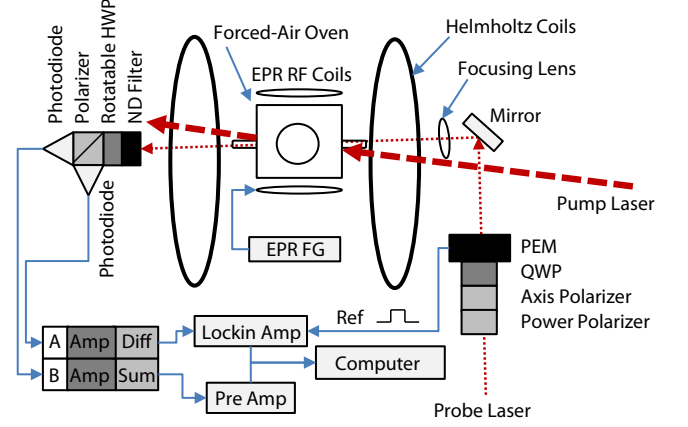 Forced-Air Oven
Helmholtz Coils
Focusing Lens
Mirror
EPR RF Coils
Photodiode
Polarizer
Rotatable HWP
ND Filter
Photodiode
Pump Laser
EPR FG
PEM
QWP
Axis Polarizer
Power Polarizer
Ref
A Amp Diff
B Amp Sum
Lockin Amp
Computer
Pre Amp
Probe Laser